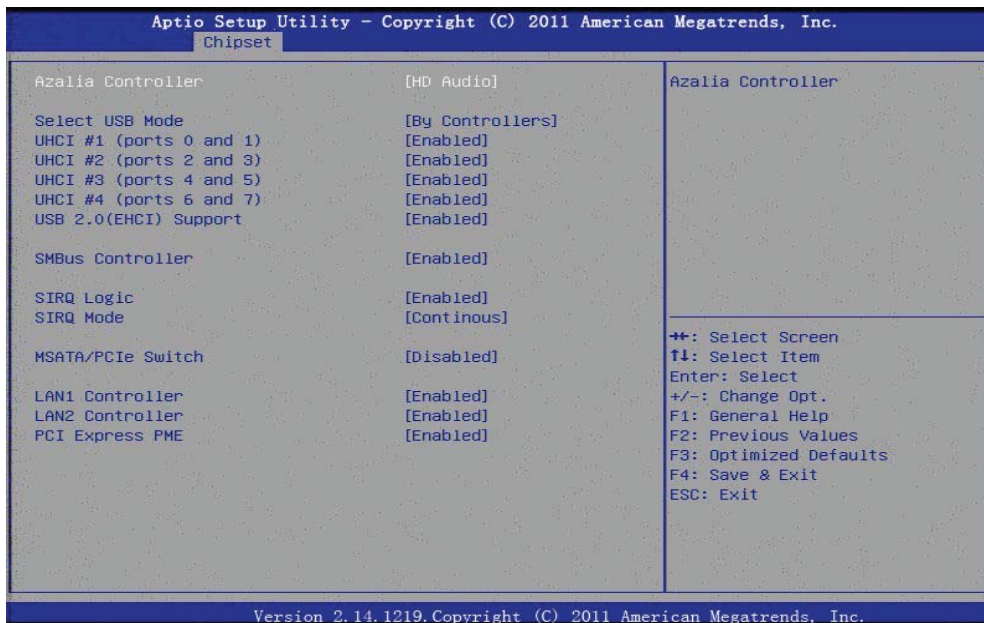 Aptio Setup Utility - Copyright (C) 2011 American Megatrends, Inc.
Chipset
Azalia Controller [HD Audio]
Select USB Mode [By Controllers]
UHCI #1 (ports 0 and 1) [Enabled]
UHCI #2 (ports 2 and 3) [Enabled]
UHCI #3 (ports 4 and 5) [Enabled]
UHCI #4 (ports 6 and 7) [Enabled]
USB 2.0(EHCI) Support [Enabled]
SMBus Controller [Enabled]
SIRQ Logic [Enabled]
SIRQ Mode [Continous]
MSATA/PCIe Switch [Disabled]
LAN1 Controller [Enabled]
LAN2 Controller [Enabled]
PCI Express PME [Enabled]
Azalia Controller
→←: Select Screen
↑↓: Select Item
Enter: Select
+/-: Change Opt.
F1: General Help
F2: Previous Values
F3: Optimized Defaults
F4: Save & Exit
ESC: Exit
Version 2.14.1219. Copyright (C) 2011 American Megatrends, Inc.